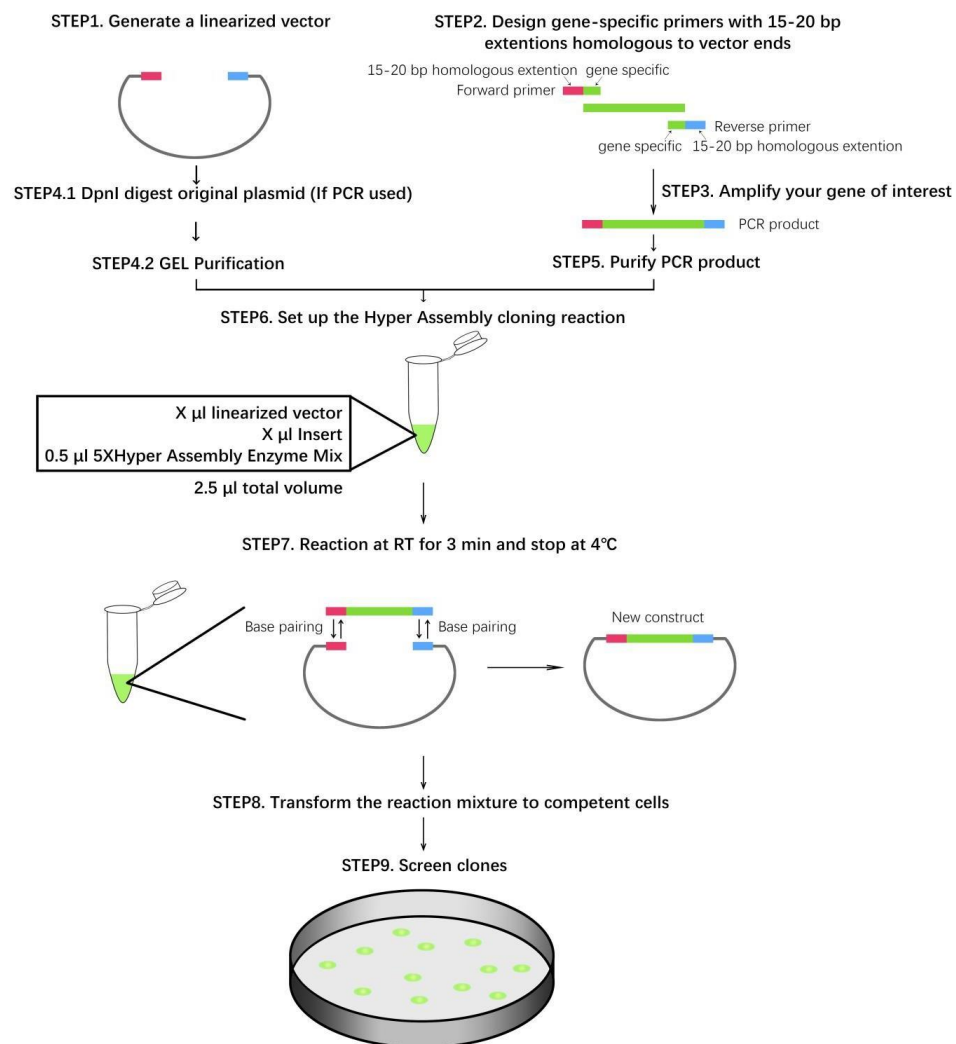 STEP1. Generate a linearized vector
STEP2. Design gene-specific primers with 15-20 bp
extentions homologous to vector ends
15-20 bp homologous extention
gene specific
Forward primer
Reverse primer
gene specific
15-20 bp homologous extention
STEP4.1 DpnI digest original plasmid (If PCR used)
STEP3. Amplify your gene of interest
PCR product
STEP4.2 GEL Purification
STEP5. Purify PCR product
STEP6. Set up the Hyper Assembly cloning reaction
X μl linearized vector
X μl Insert
0.5 μl 5XHyper Assembly Enzyme Mix
2.5 μl total volume
STEP7. Reaction at RT for 3 min and stop at 4℃
Base pairing
Base pairing
New construct
STEP8. Transform the reaction mixture to competent cells
STEP9. Screen clones